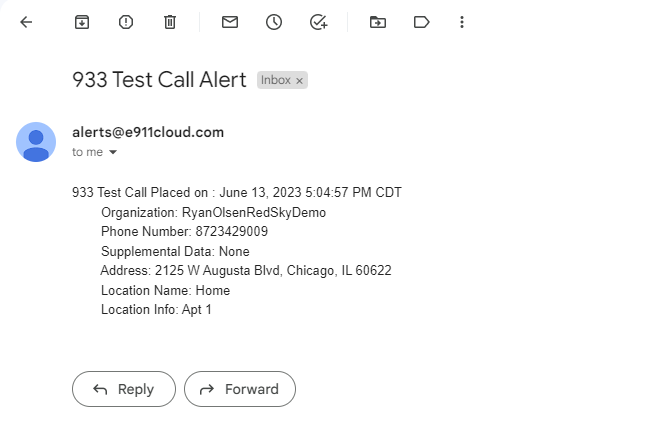 933 Test Call Alert Inbox ×
alerts@e911cloud.com
to me
933 Test Call Placed on : June 13, 2023 5:04:57 PM CDT
Organization: RyanOlsenRedSkyDemo
Phone Number: 8723429009
Supplemental Data: None
Address: 2125 W Augusta Blvd, Chicago, IL 60622
Location Name: Home
Location Info: Apt 1
Reply Forward